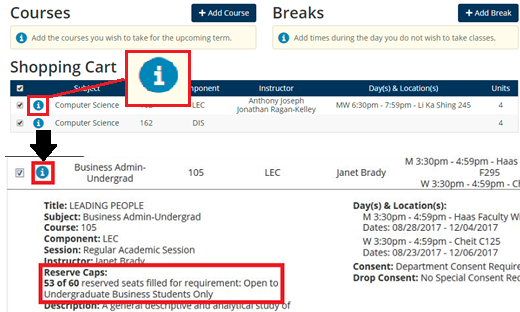 Courses
+ Add Course
Breaks
+ Add Break
Add the courses you wish to take for the upcoming term.
Add times during the day you do not wish to take classes.
Shopping Cart
Subject ponent Instructor Day(s) & Location(s) Units
Computer Science LEC Anthony Joseph MW 6:30pm - 7:59pm - Li Ka Shing 245 4
Jonathan Ragan-Kelley
Computer Science 162 DIS 4
Business Admin- Undergrad 105 LEC Janet Brady M 3:30pm - 4:59pm - Haas
F295
W 3:30pm - 4:59pm - Ch
Title: LEADING PEOPLE
Subject: Business Admin-Undergrad
Course: 105
Component: LEC
Session: Regular Academic Session
Instructor: Janet Brady
Reserve Caps:
53 of 60 reserved seats filled for requirement: Open to
Undergraduate Business Students Only
Description: A general descriptive and analytical study of
Day(s) & Location(s):
M 3:30pm - 4:59pm - Haas Faculty W
Dates: 08/28/2017 - 12/04/2017
W 3:30pm - 4:59pm - Cheit C125
Dates: 08/23/2017 - 12/06/2017
Consent: Department Consent Require
Drop Consent: No Special Consent Req